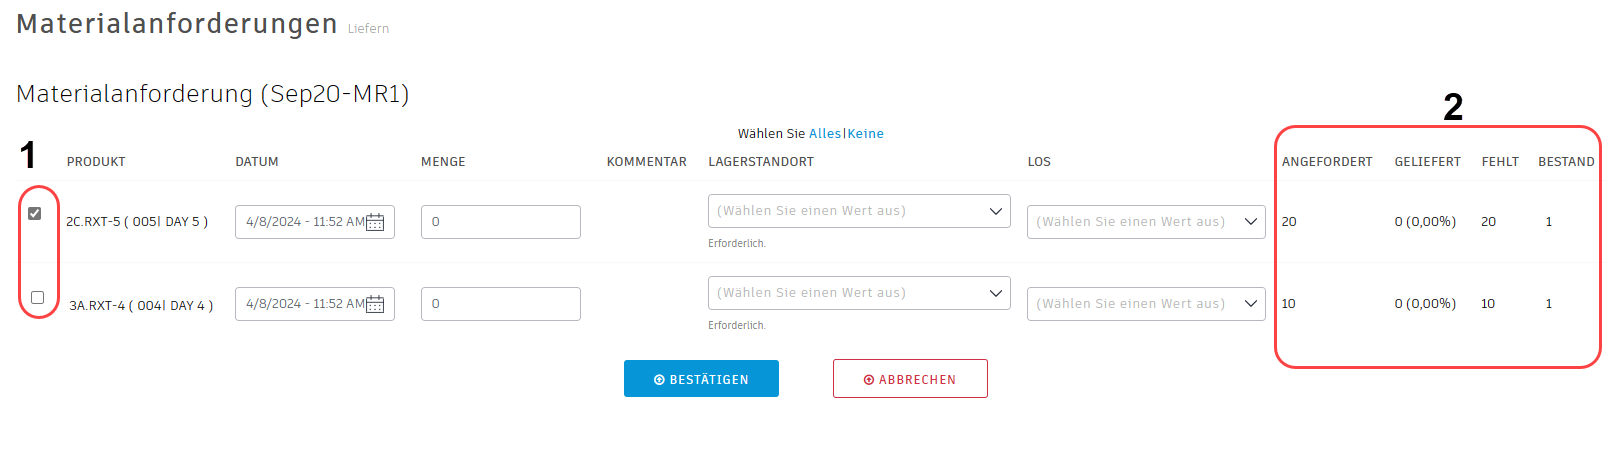 Materialanforderungen Liefern
Materialanforderung (Sep20-MR1)
2
Wählen Sie Alles|Keine
1
PRODUKT DATUM MENGE KOMMENTAR LAGERSTANDORT LOS ANGEFORDERT GELIEFERT FEHLT BESTAND
2C.RXT-5 ( 005| DAY 5 ) 4/8/2024 - 11:52 AM 0 (Wählen Sie einen Wert aus) (Wählen Sie einen Wert aus) 20 0 (0,00%) 20 1
Erforderlich.
3A.RXT-4 ( 004| DAY 4 ) 4/8/2024 - 11:52 AM 0 (Wählen Sie einen Wert aus) (Wählen Sie einen Wert aus) 10 0 (0,00%) 10 1
Erforderlich.
BESTÄTIGEN ABBRECHEN